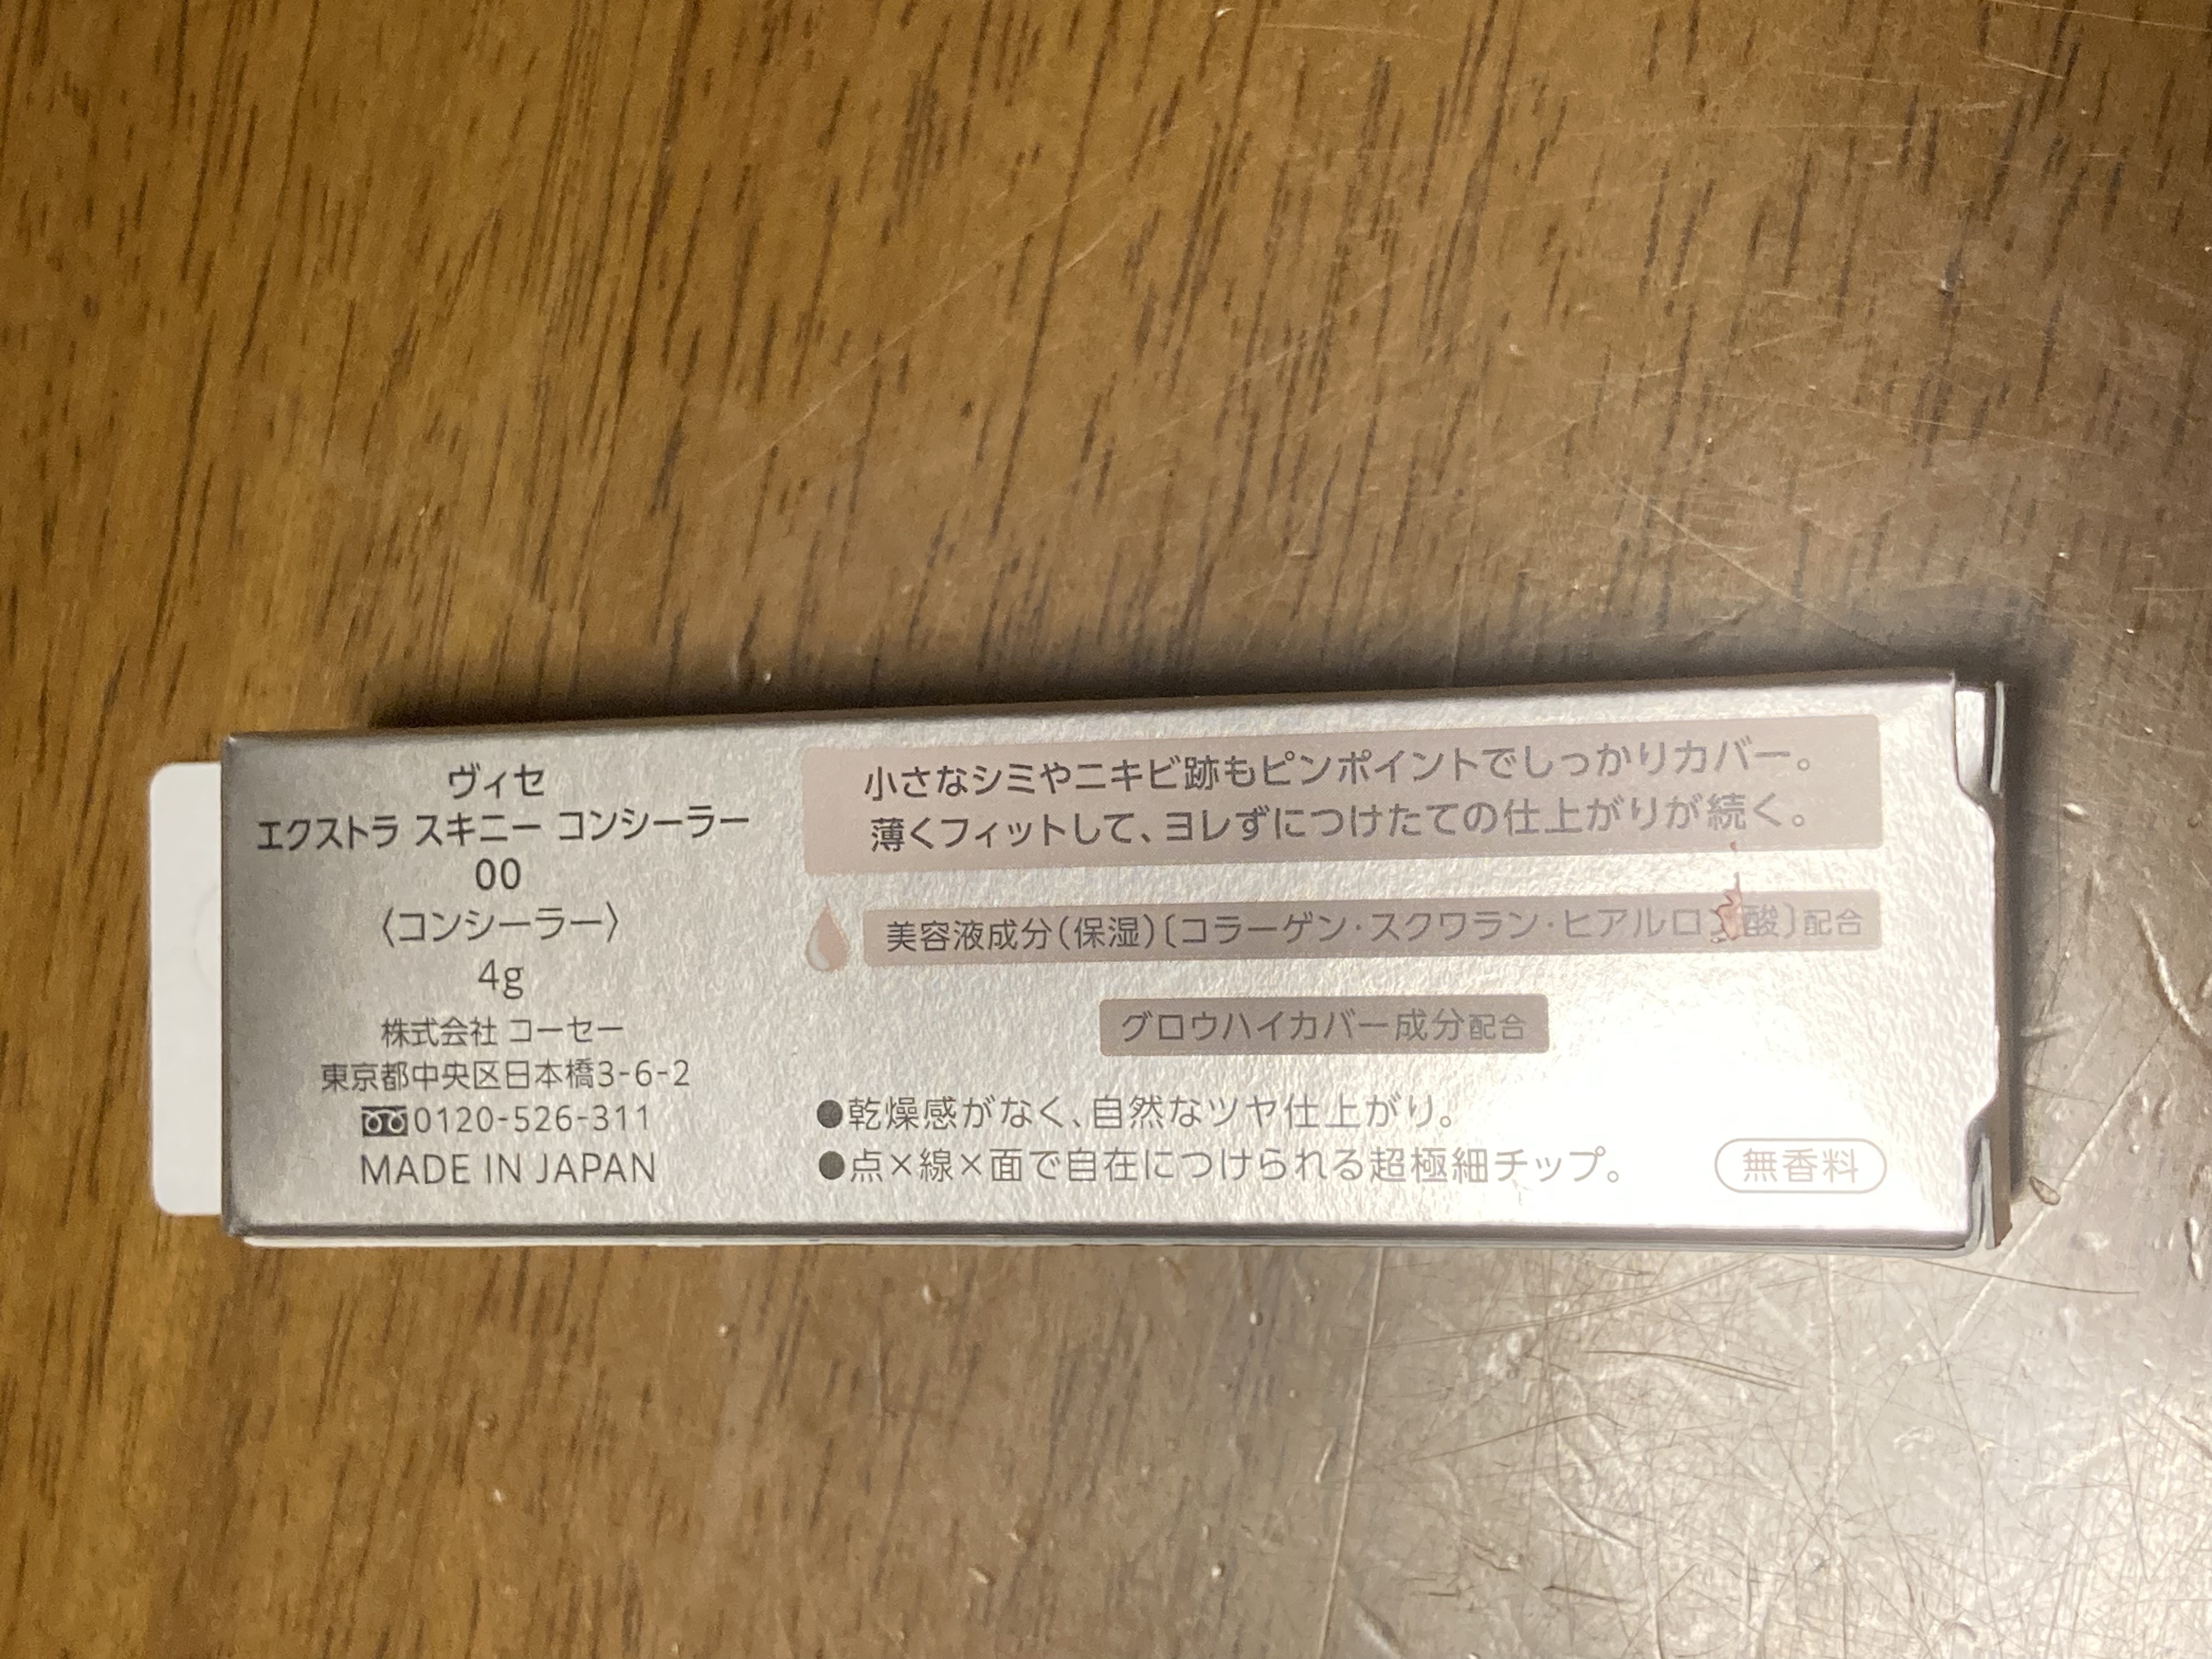 ヴィセ
エクストラ スキニー コンシーラー
00
〈コンシーラー〉
4g
株式会社 コーセー
東京都中央区日本橋3-6-2
0120-526-311
MADE IN JAPAN
小さなシミやニキビ跡もピンポイントでしっかりカバー。
薄くフィットして、ヨレずにつけたての仕上がりが続く。
美容液成分(保湿)〔コラーゲン・スクワラン・ヒアルロン酸〕配合
グロウハイカバー成分配合
●乾燥感がなく、自然なツヤ仕上がり。
●点×線×面で自在につけられる超極細チップ。
無香料